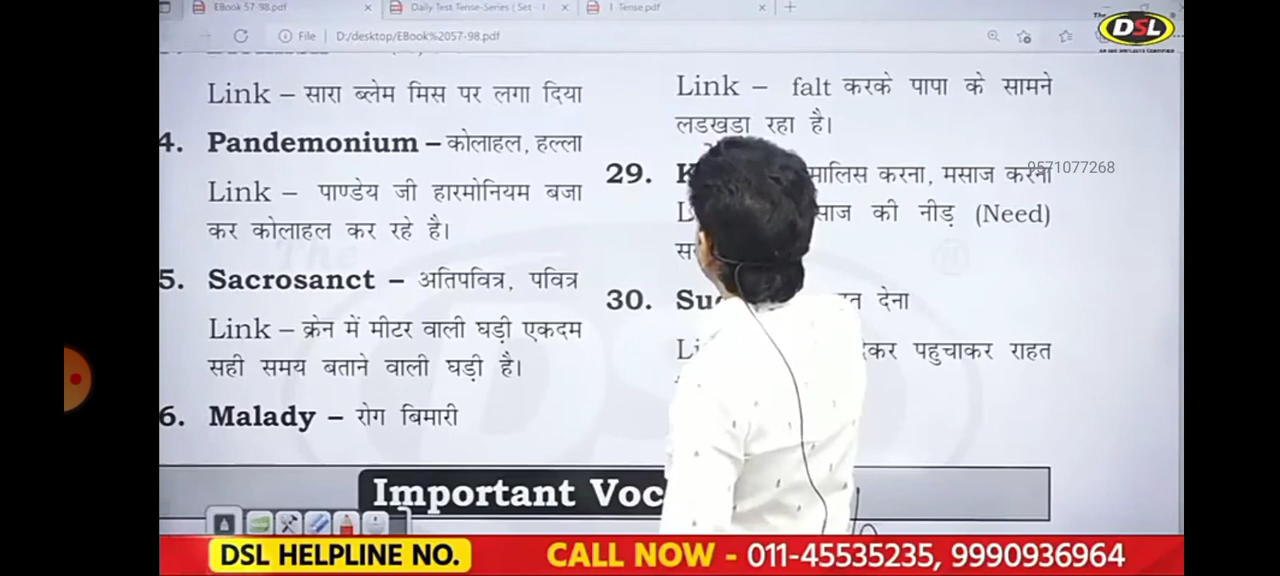 EBook 57-98.pdf
Daily Test Tense-Series ( Set - I
I Tense.pdf
File
D:/desktop/EBook%2057-98.pdf
The
DSL
Link – सारा ब्लेम मिस पर लगा दिया
4. Pandemonium – कोलाहल, हल्ला
Link – पाण्डेय जी हारमोनियम बजा
कर कोलाहल कर रहे है।
5. Sacrosanct – अतिपवित्र, पवित्र
Link – क्रेन में मीटर वाली घड़ी एकदम
सही समय बताने वाली घड़ी है।
6. Malady – रोग बिमारी
Link – falt करके पापा के सामने
लडखडा रहा है।
29. मालिस करना, मसाज करना
9571077268
की नीड़ (Need)
30. देना
पहुचाकर राहत
The
Important Voc
DSL HELPLINE NO.
CALL NOW - 011-45535235, 9990936964